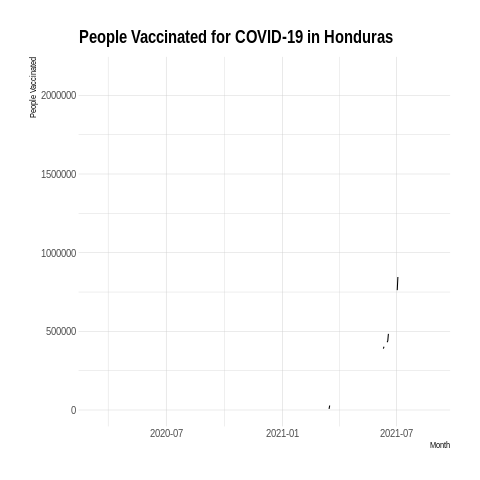 People Vaccinated for COVID-19 in Honduras
People Vaccinated
2000000
1500000
1000000
500000
0
2020-07
2021-01
2021-07
Month